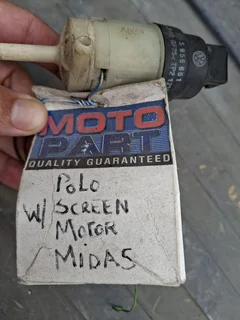 MOTO
PART
QUALITY GUARANTEED
POLO
W/ SCREEN
MOTOR
MIDAS